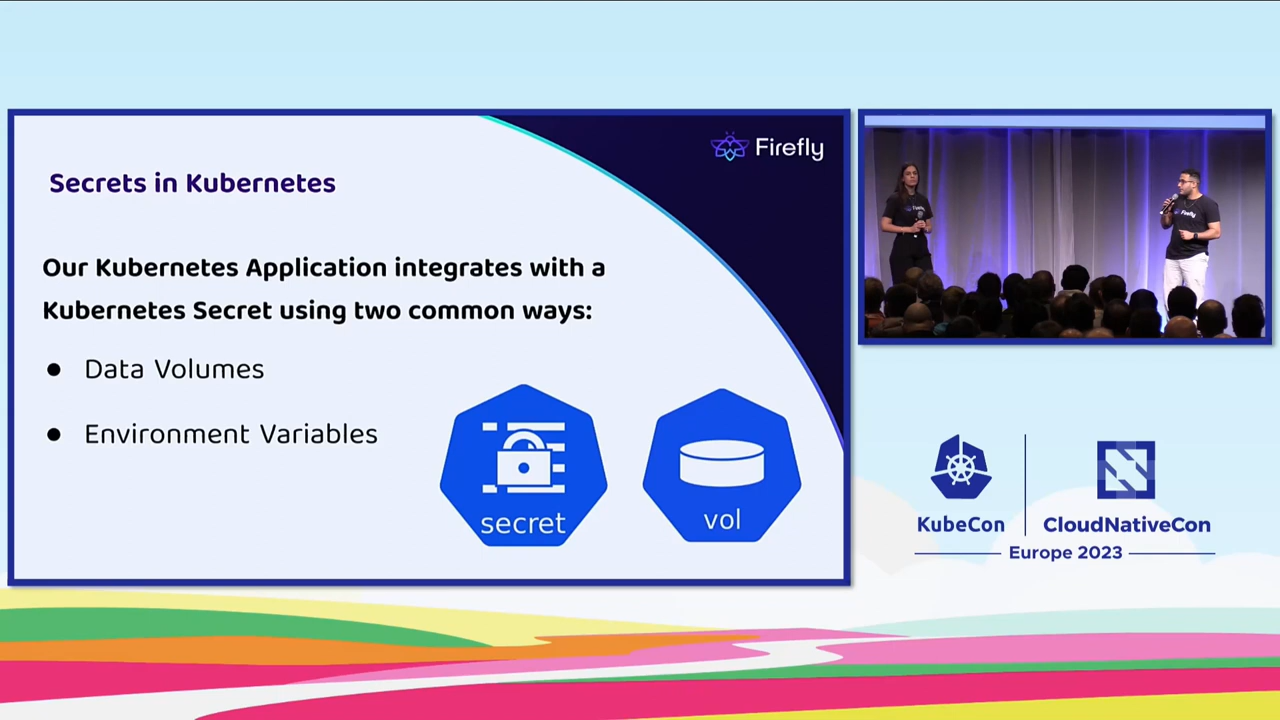 Firefly
Secrets in Kubernetes
Our Kubernetes Application integrates with a
Kubernetes Secret using two common ways:
Data Volumes
Environment Variables
secret
vol
Firefly
KubeCon
CloudNativeCon
Europe 2023